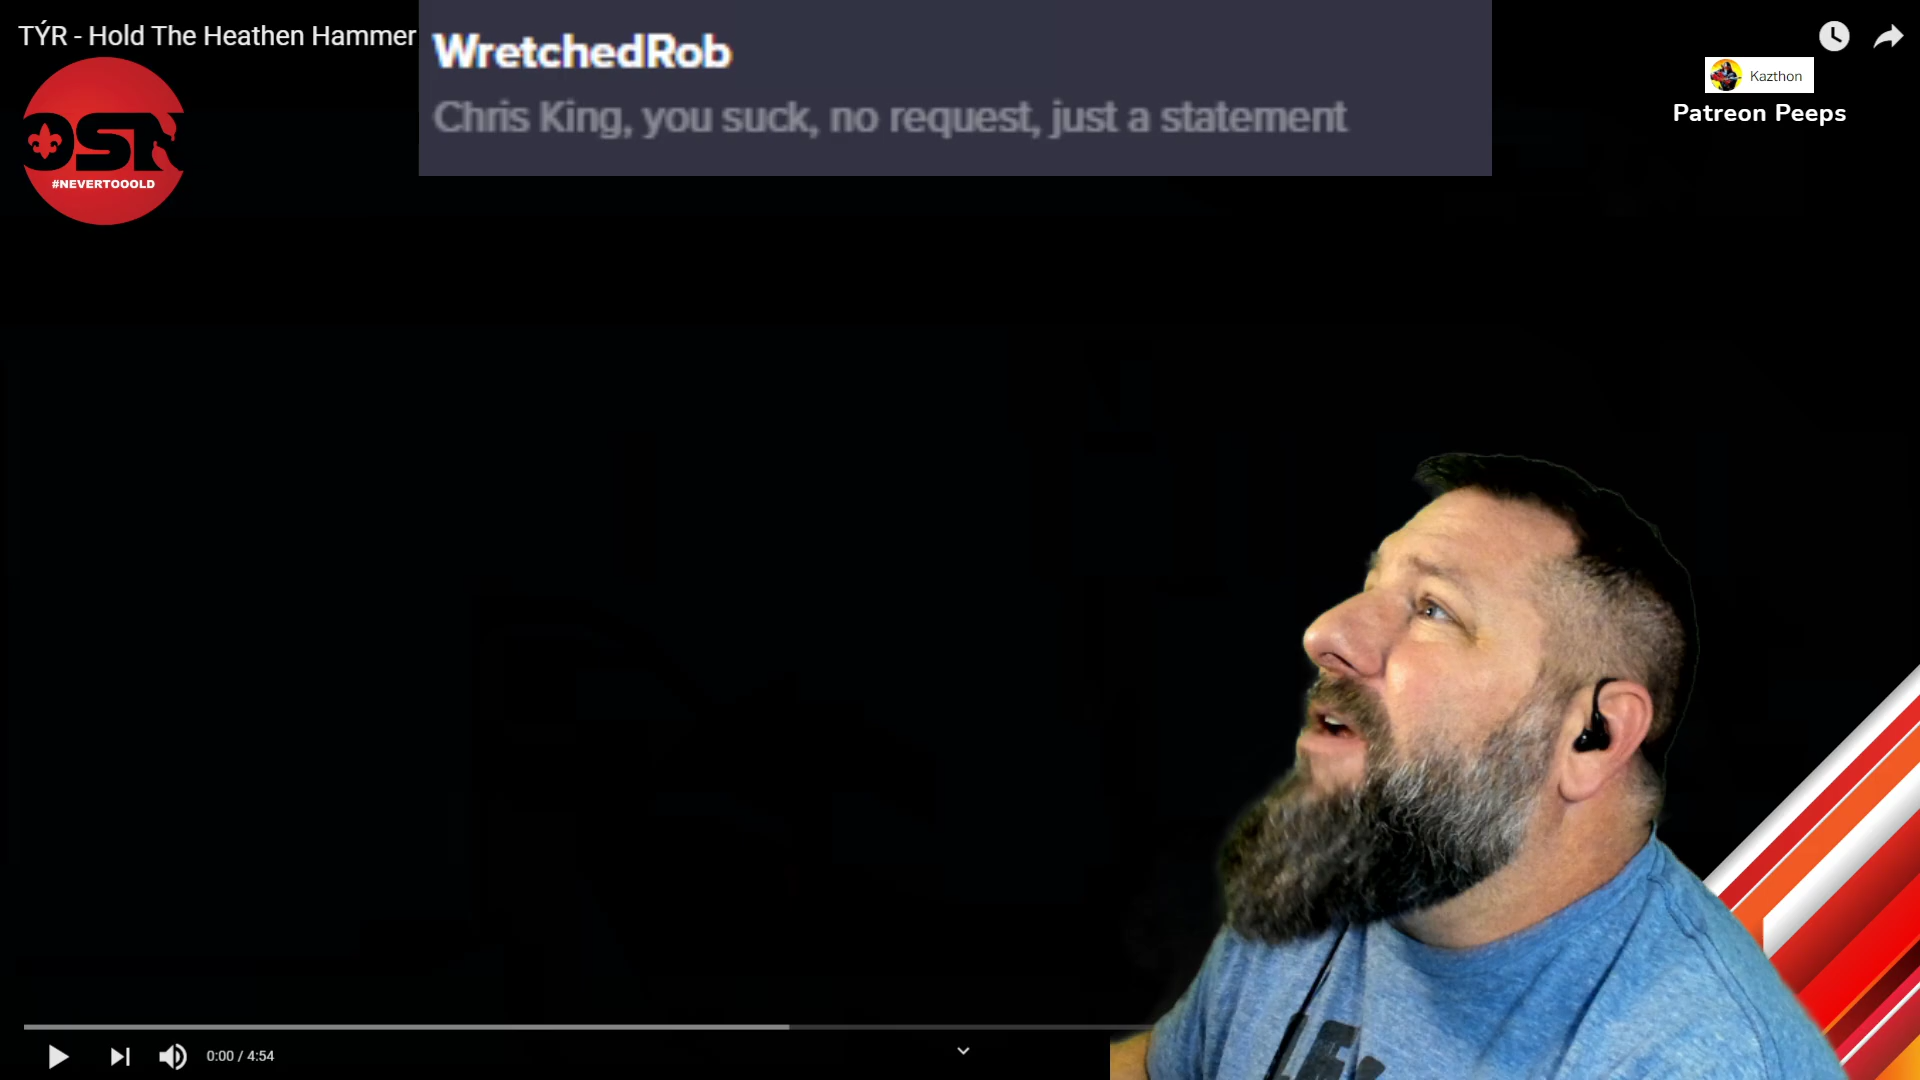 TÝR - Hold The Heathen Hammer
WretchedRob
Chris King, you suck, no request, just a statement
Kazthon
Patreon Peeps
OSN
#NEVERTOOOLD
0:00 / 4:54